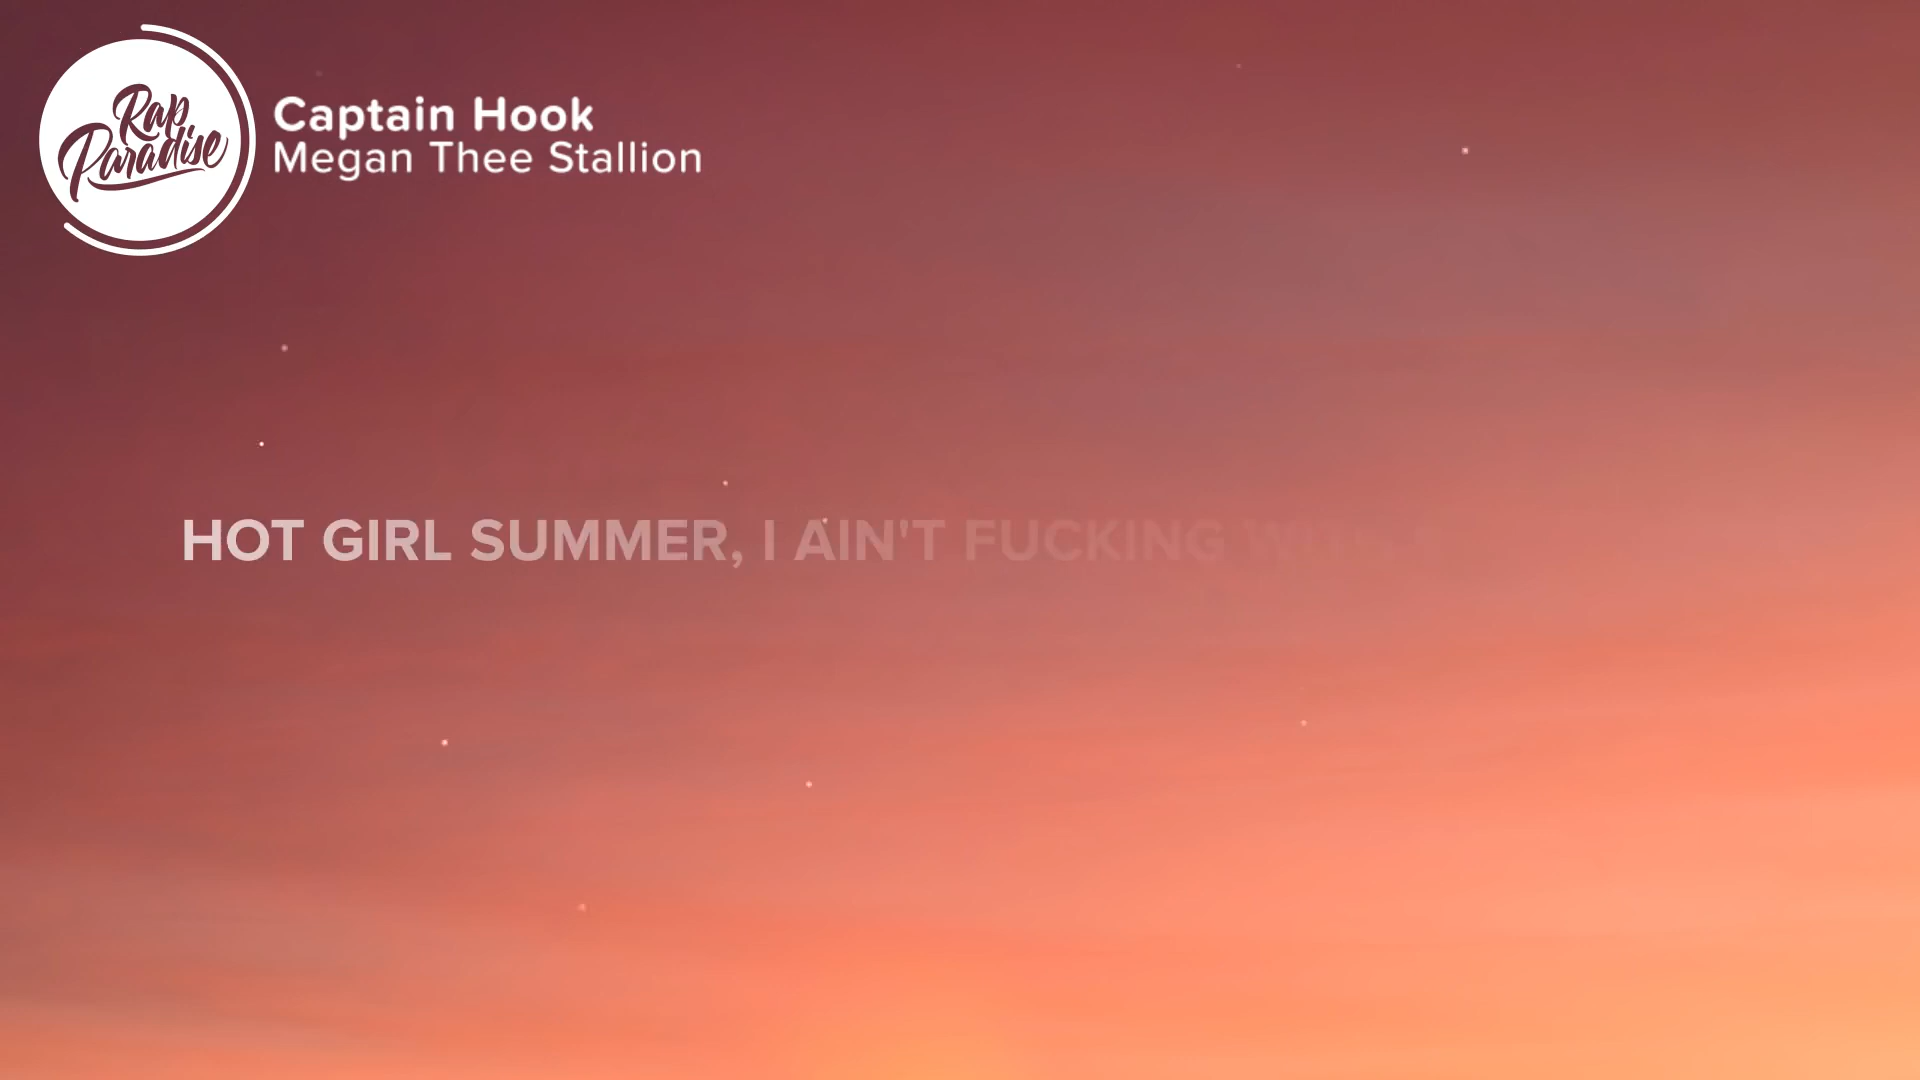 Rap
Paradise
Captain Hook
Megan Thee Stallion
HOT GIRL SUMMER, I AIN'T FUCKING